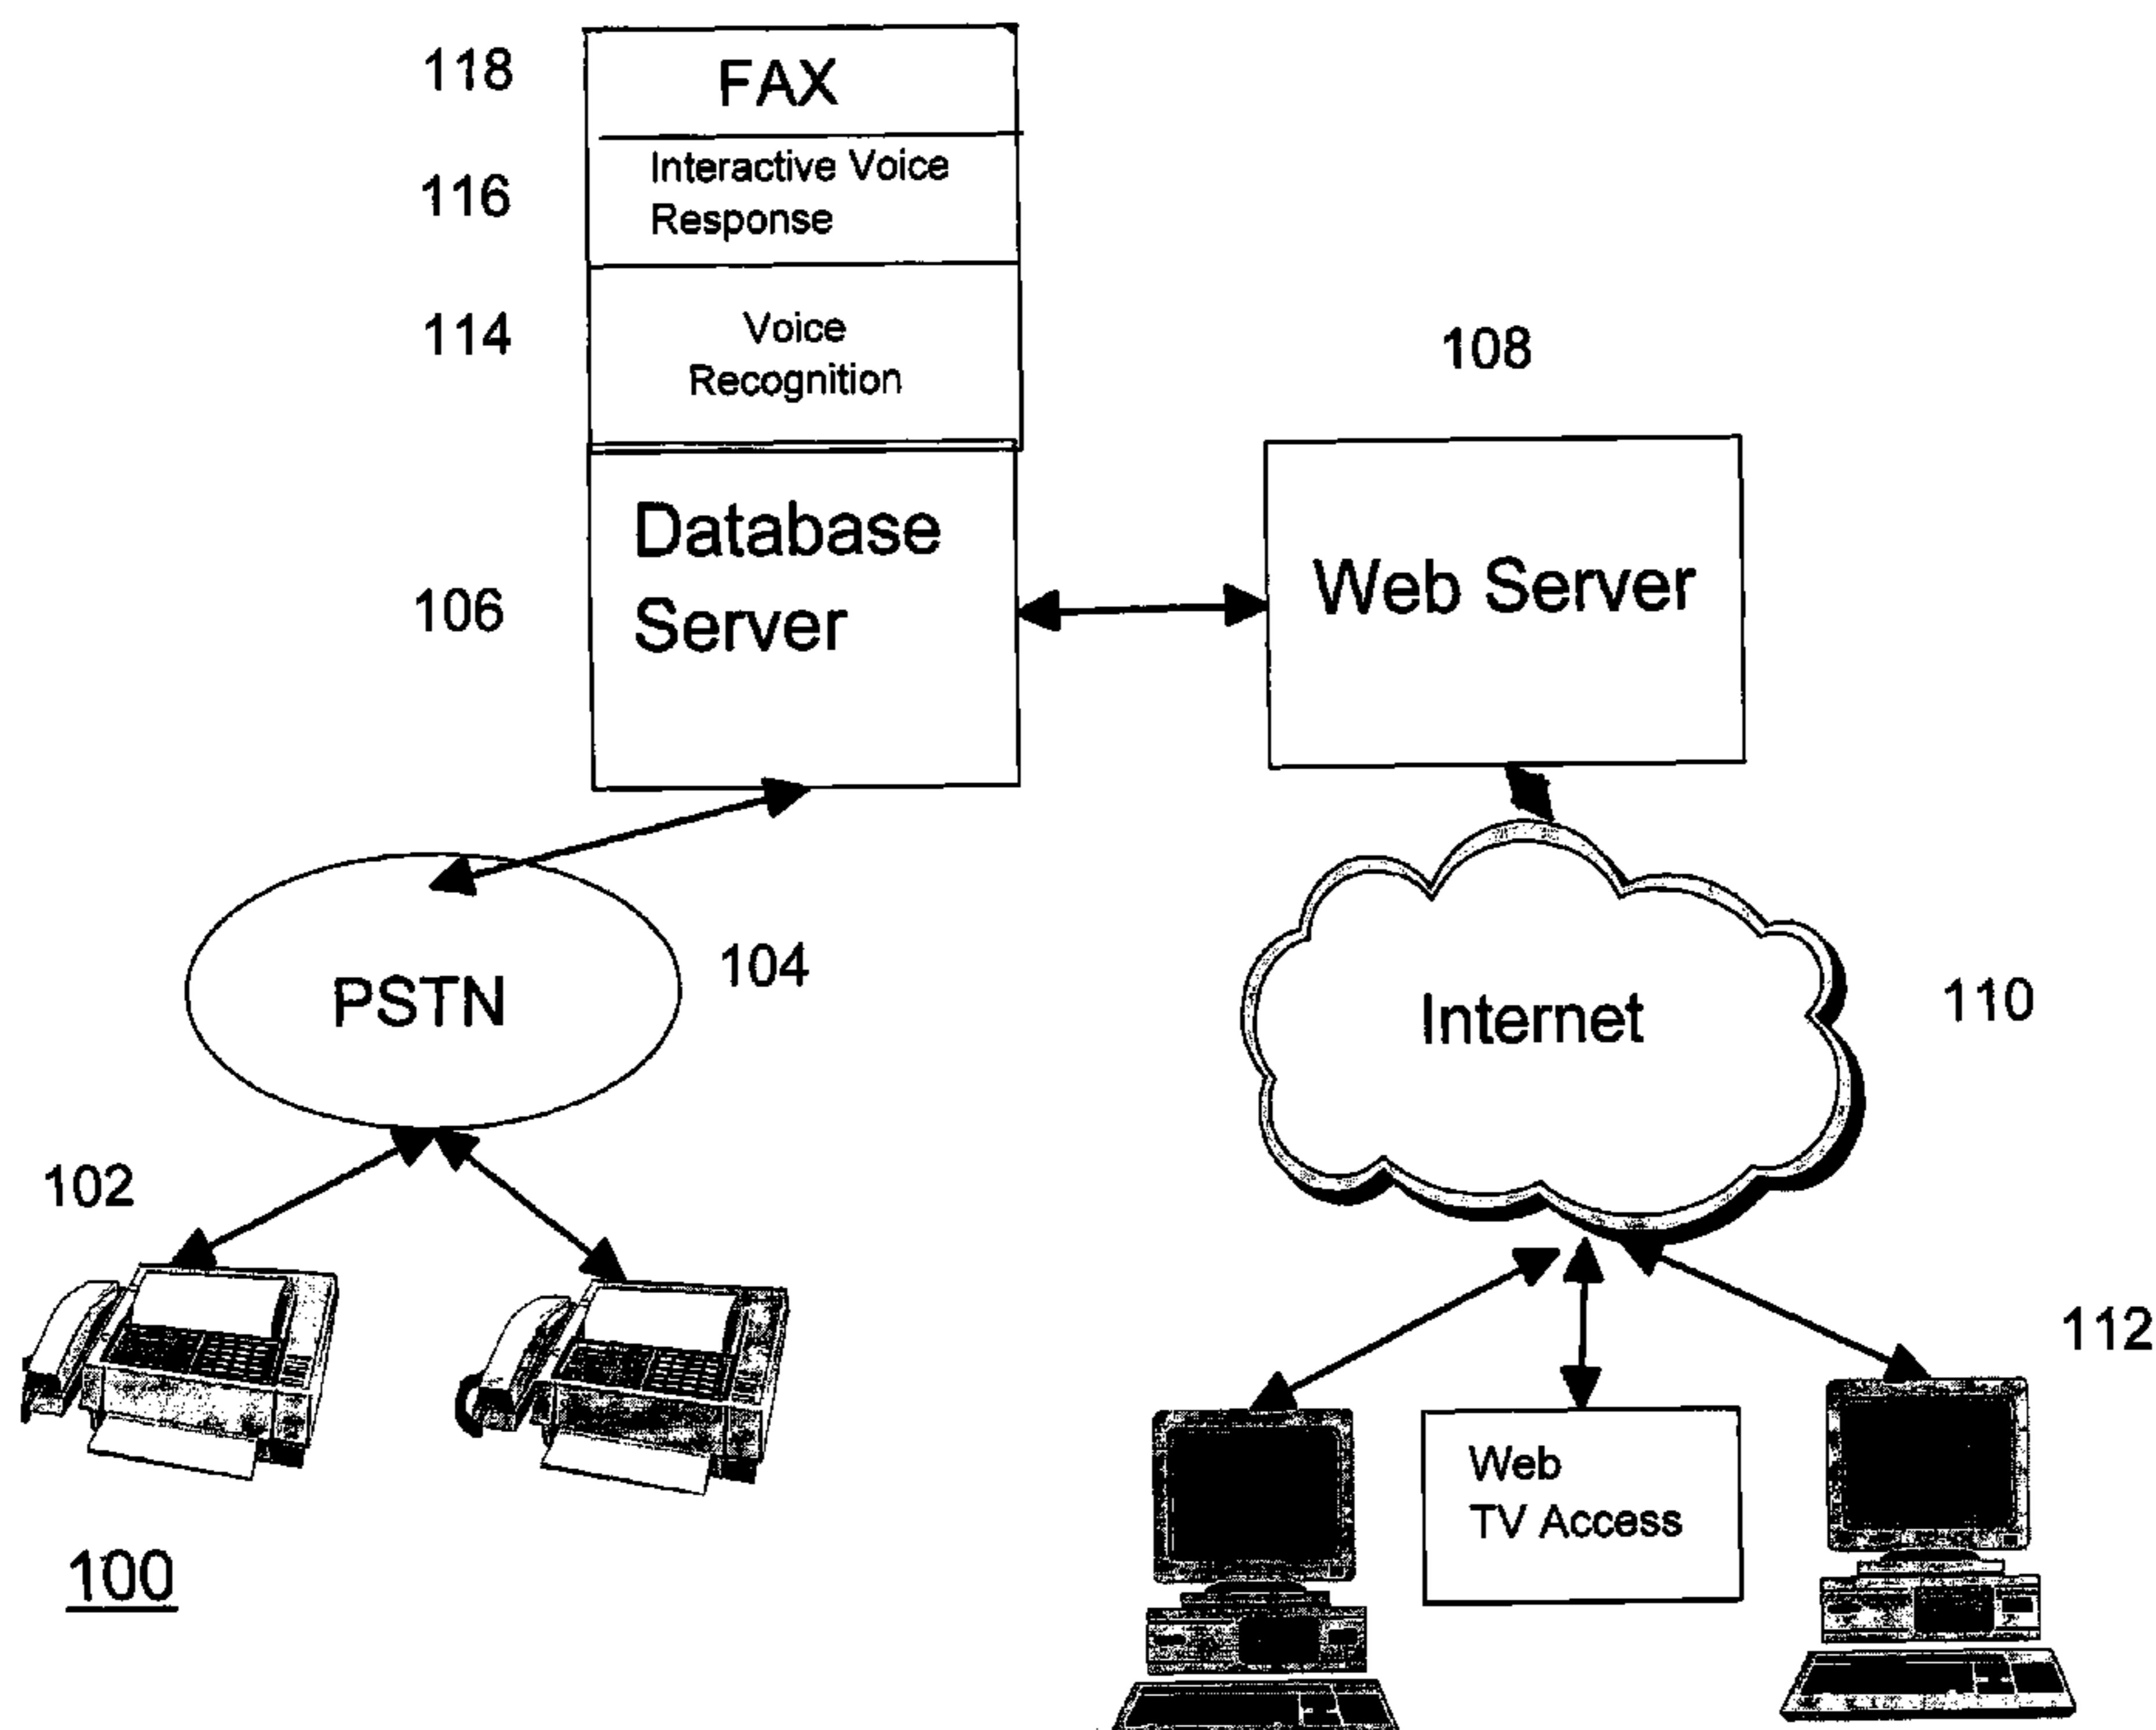 118
FAX
116
Interactive Voice
Response
114
Voice
Recognition
108
106
Database
Server
Web Server
104
PSTN
110
Internet
102
112
Web
TV Access
100